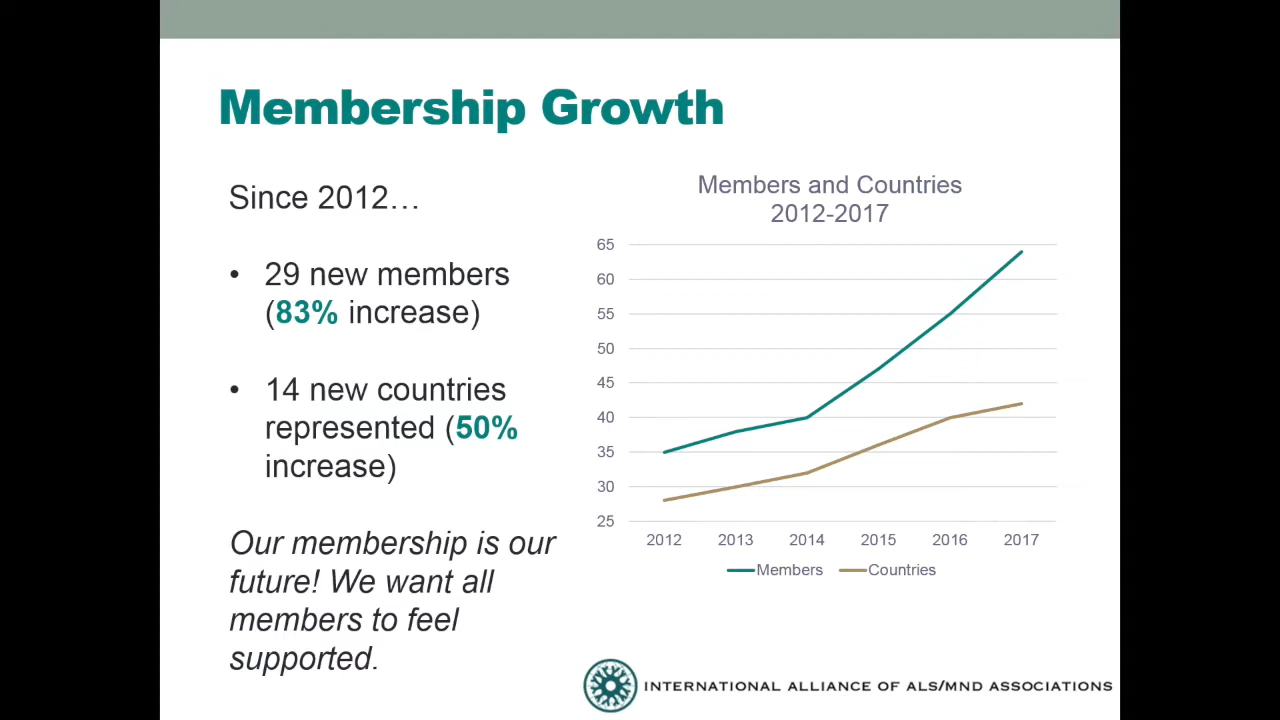 Membership Growth
Since 2012…
• 29 new members
(83% increase)
• 14 new countries
represented (50%
increase)
Our membership is our
future! We want all
members to feel
supported.
Members and Countries
2012-2017
65
60
55
50
45
40
35
30
25
2012 2013 2014 2015 2016 2017
Members Countries
INTERNATIONAL ALLIANCE OF ALS/MND ASSOCIATIONS